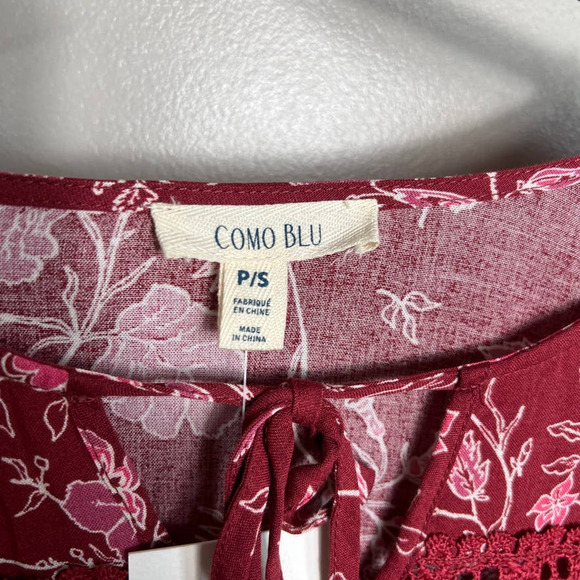 COMO BLU
P/S
FABRIQUÉ
EN CHINE
MADE
IN CHINA